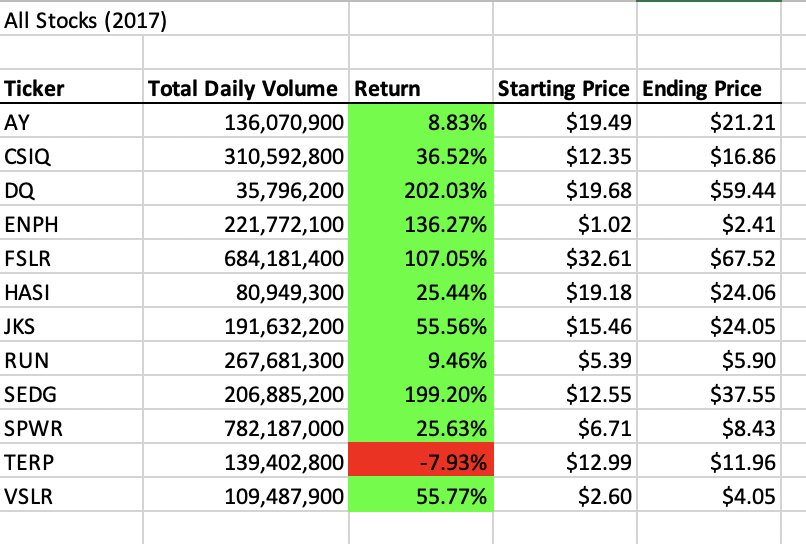 All Stocks (2017)
Ticker Total Daily Volume Return Starting Price Ending Price
AY 136,070,900 8.83% $19.49 $21.21
CSIQ 310,592,800 36.52% $12.35 $16.86
DQ 35,796,200 202.03% $19.68 $59.44
ENPH 221,772,100 136.27% $1.02 $2.41
FSLR 684,181,400 107.05% $32.61 $67.52
HASI 80,949,300 25.44% $19.18 $24.06
JKS 191,632,200 55.56% $15.46 $24.05
RUN 267,681,300 9.46% $5.39 $5.90
SEDG 206,885,200 199.20% $12.55 $37.55
SPWR 782,187,000 25.63% $6.71 $8.43
TERP 139,402,800 -7.93% $12.99 $11.96
VSLR 109,487,900 55.77% $2.60 $4.05